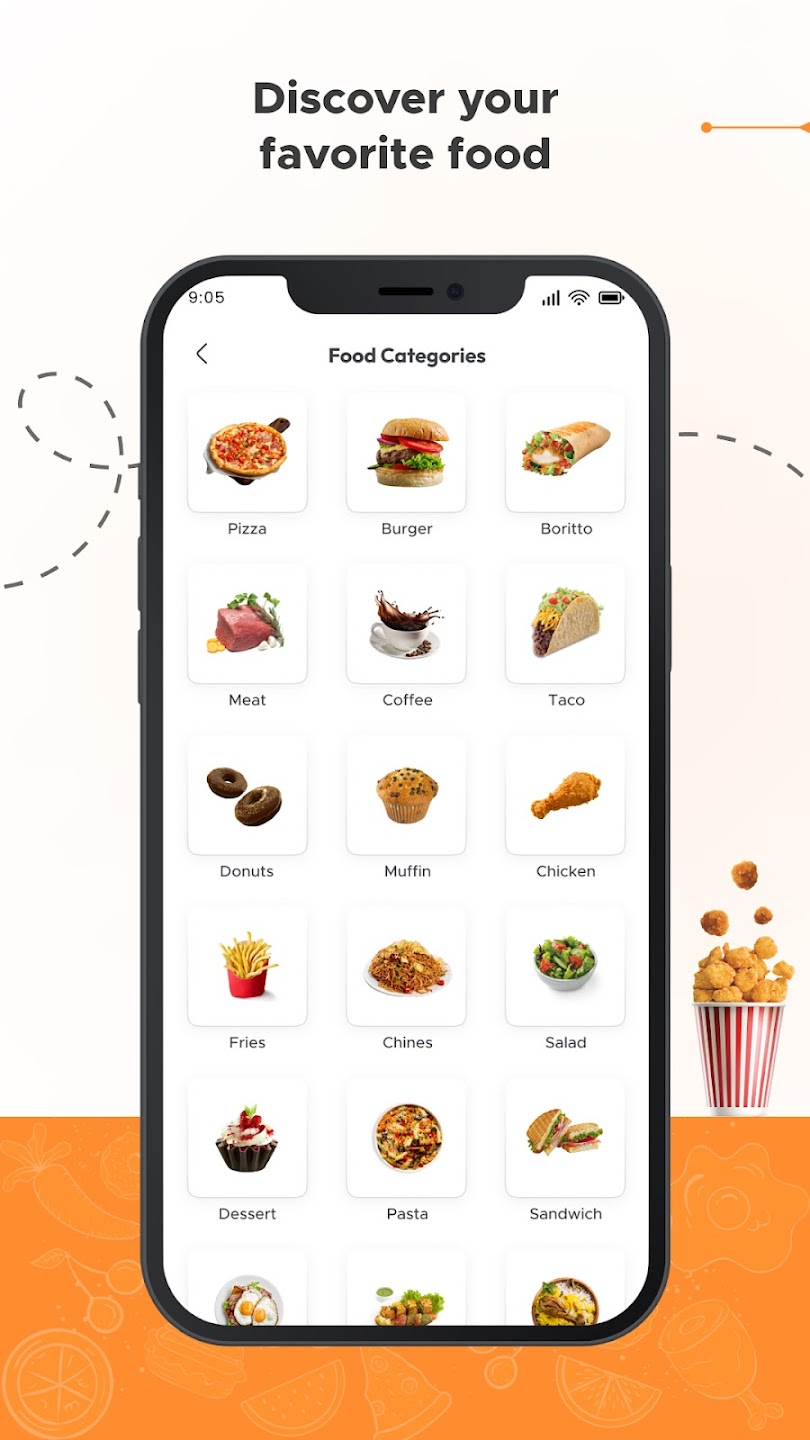 Discover your
favorite food
9:05
Food Categories
Pizza
Burger
Boritto
Meat
Coffee
Taco
Donuts
Muffin
Chicken
Fries
Chines
Salad
Dessert
Pasta
Sandwich